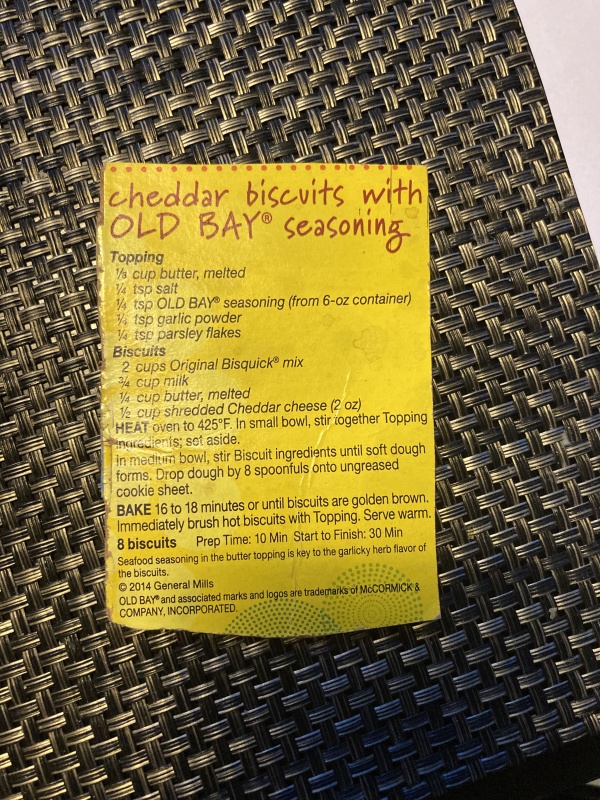 cheddar biscuits with
OLD BAY® seasoning
Topping
⅓ cup butter, melted
¼ tsp salt
¼ tsp OLD BAY® seasoning (from 6-oz container)
¼ tsp garlic powder
¼ tsp parsley flakes
Biscuits
2 cups Original Bisquick® mix
¾ cup milk
¼ cup butter, melted
½ cup shredded Cheddar cheese (2 oz)
HEAT oven to 425°F. In small bowl, stir together Topping
ingredients; set aside.
In medium bowl, stir Biscuit ingredients until soft dough
forms. Drop dough by 8 spoonfuls onto ungreased
cookie sheet.
BAKE 16 to 18 minutes or until biscuits are golden brown.
Immediately brush hot biscuits with Topping. Serve warm.
8 biscuits Prep Time: 10 Min Start to Finish: 30 Min
Seafood seasoning in the butter topping is key to the garlicky herb flavor of
the biscuits.
© 2014 General Mills
OLD BAY® and associated marks and logos are trademarks of McCORMICK &
COMPANY, INCORPORATED.